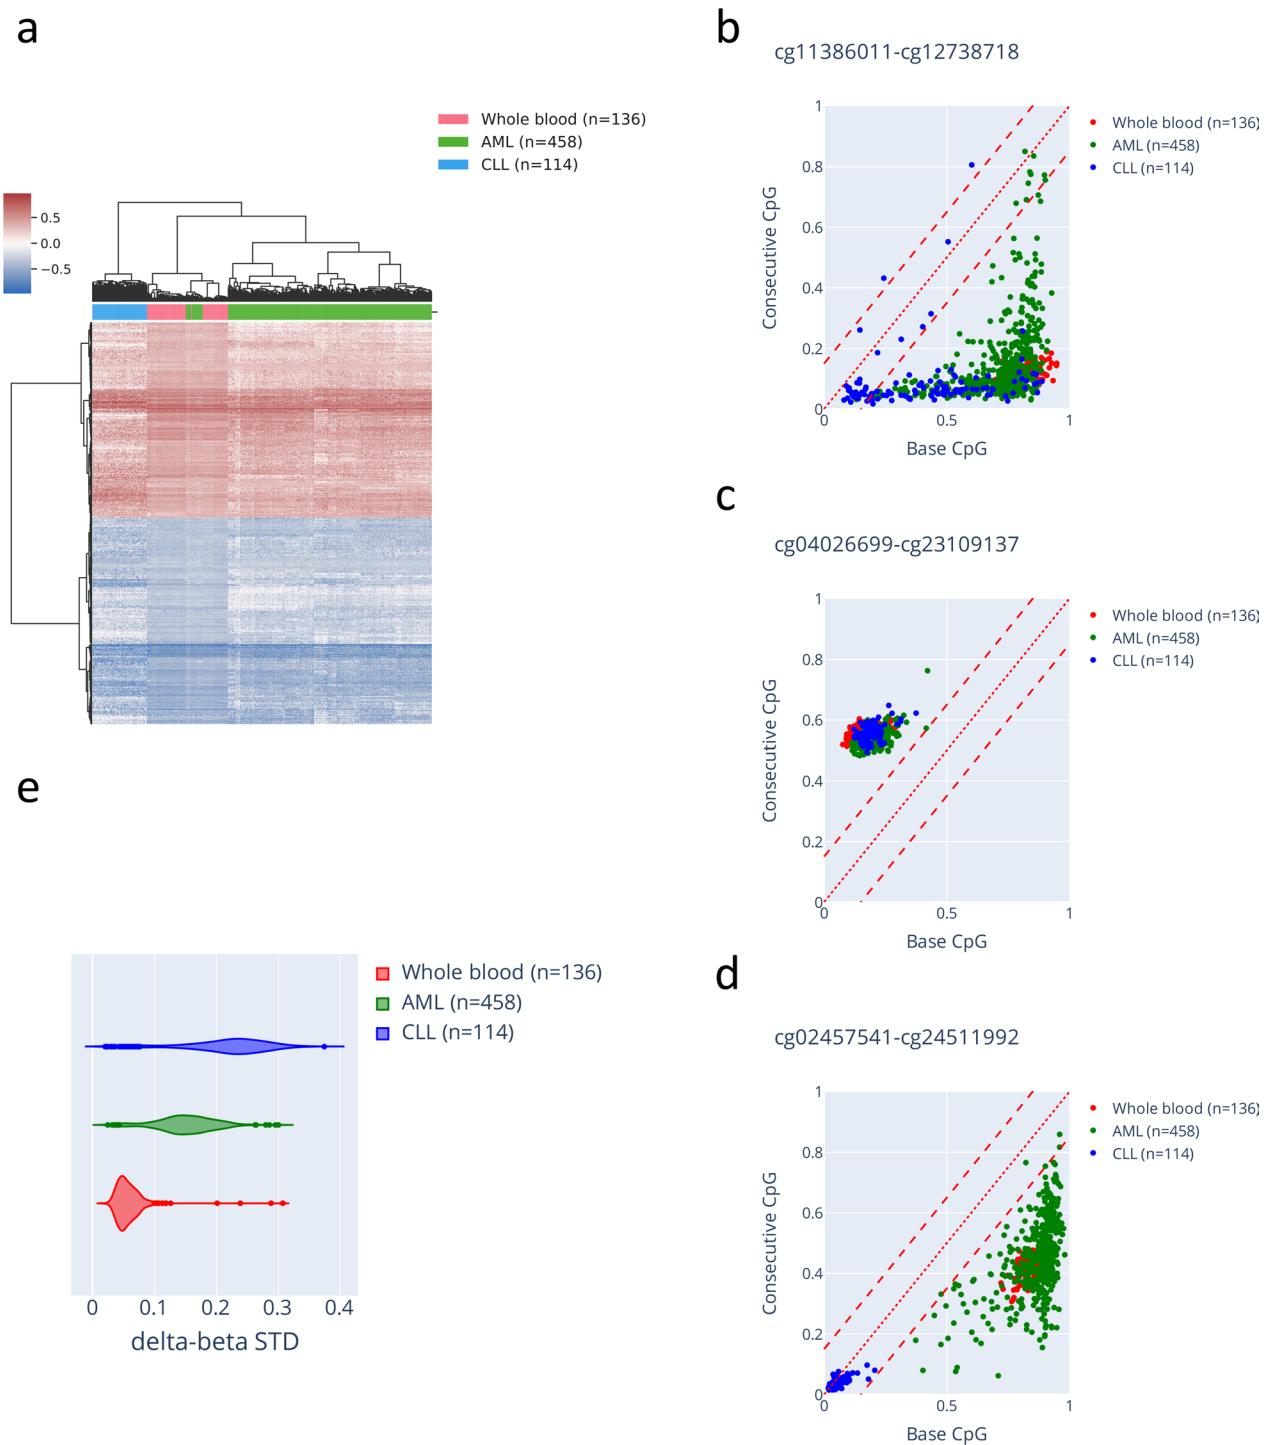 a
Whole blood (n=136)
AML (n=458)
CLL (n=114)
0.5
0.0
−0.5
b
cg11386011-cg12738718
Consecutive CpG
1
0.8
0.6
0.4
0.2
0
0
0.5
1
Base CpG
Whole blood (n=136)
AML (n=458)
CLL (n=114)
c
cg04026699-cg23109137
Consecutive CpG
1
0.8
0.6
0.4
0.2
0
0
0.5
1
Base CpG
Whole blood (n=136)
AML (n=458)
CLL (n=114)
e
Whole blood (n=136)
AML (n=458)
CLL (n=114)
0
0.1
0.2
0.3
0.4
delta-beta STD
d
cg02457541-cg24511992
Consecutive CpG
1
0.8
0.6
0.4
0.2
0
0
0.5
1
Base CpG
Whole blood (n=136)
AML (n=458)
CLL (n=114)